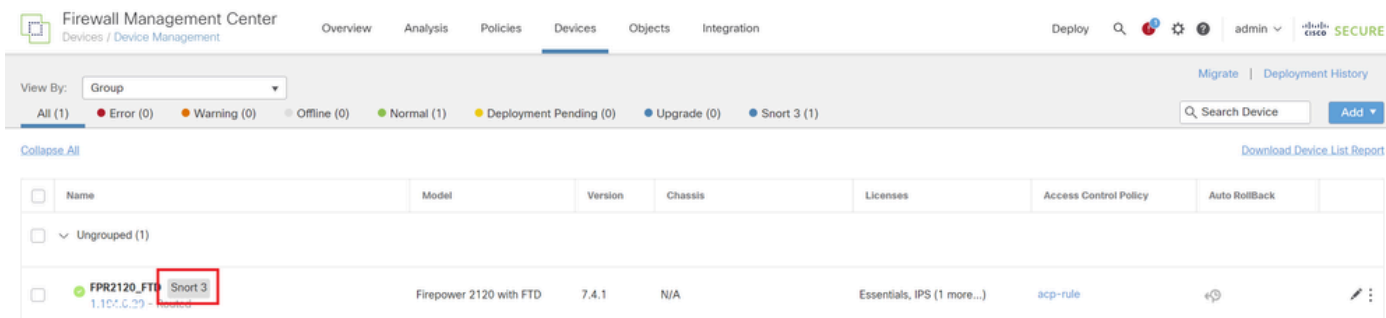 Firewall Management Center
Devices / Device Management
Overview Analysis Policies Devices Objects Integration Deploy 1 admin cisco SECURE
Migrate | Deployment History
View By: Group
All (1) Error (0) Warning (0) Offline (0) Normal (1) Deployment Pending (0) Upgrade (0) Snort 3 (1) Search Device Add
Collapse All Download Device List Report
Name Model Version Chassis Licenses Access Control Policy Auto RollBack
Ungrouped (1)
FPR2120_FTD Snort 3
Firepower 2120 with FTD 7.4.1 N/A Essentials, IPS (1 more...) acp-rule
- Routed